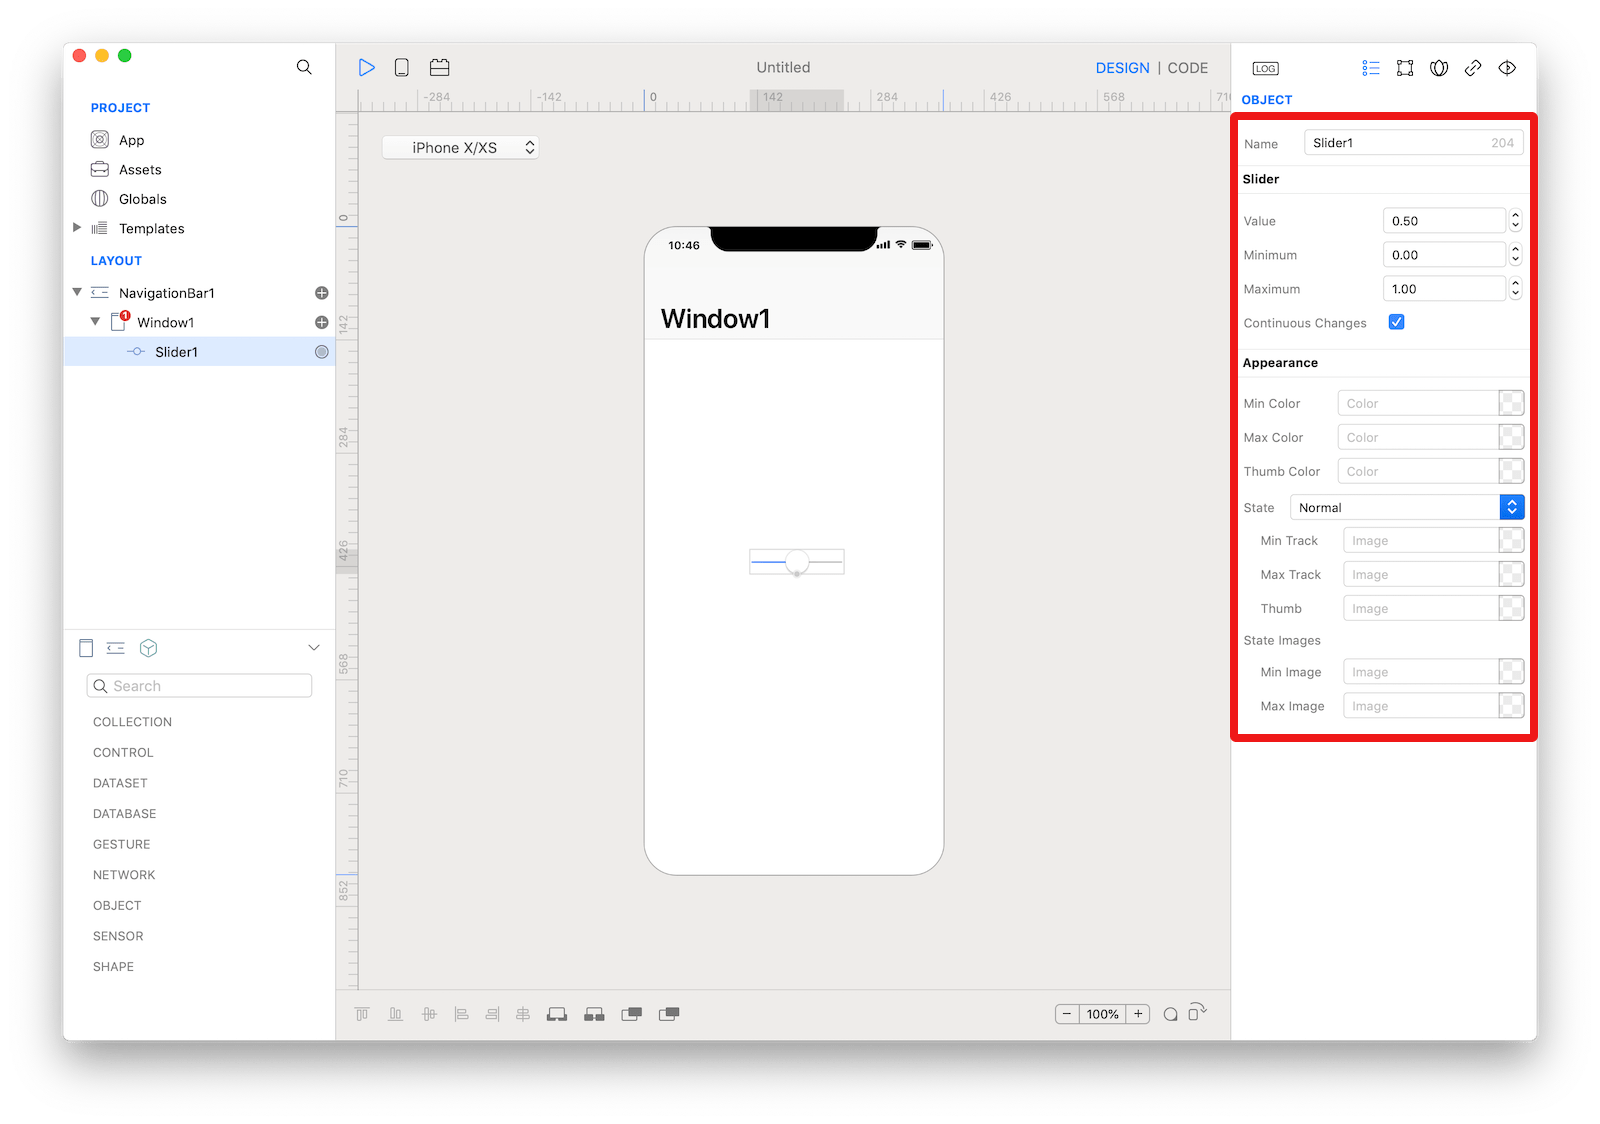 PROJECT
App
Assets
Globals
Templates
LAYOUT
NavigationBar1
1
Window1
Slider1
Search
COLLECTION
CONTROL
DATASET
DATABASE
GESTURE
NETWORK
OBJECT
SENSOR
SHAPE
Untitled
DESIGN | CODE
-284 -142 0 142 284 426 568 710
0
142
284
426
568
710
852
iPhone X/XS
10:46
Window1
− 100% +
LOG
OBJECT
Name Slider1 204
Slider
Value 0.50
Minimum 0.00
Maximum 1.00
Continuous Changes
Appearance
Min Color Color
Max Color Color
Thumb Color Color
State Normal
Min Track Image
Max Track Image
Thumb Image
State Images
Min Image Image
Max Image Image